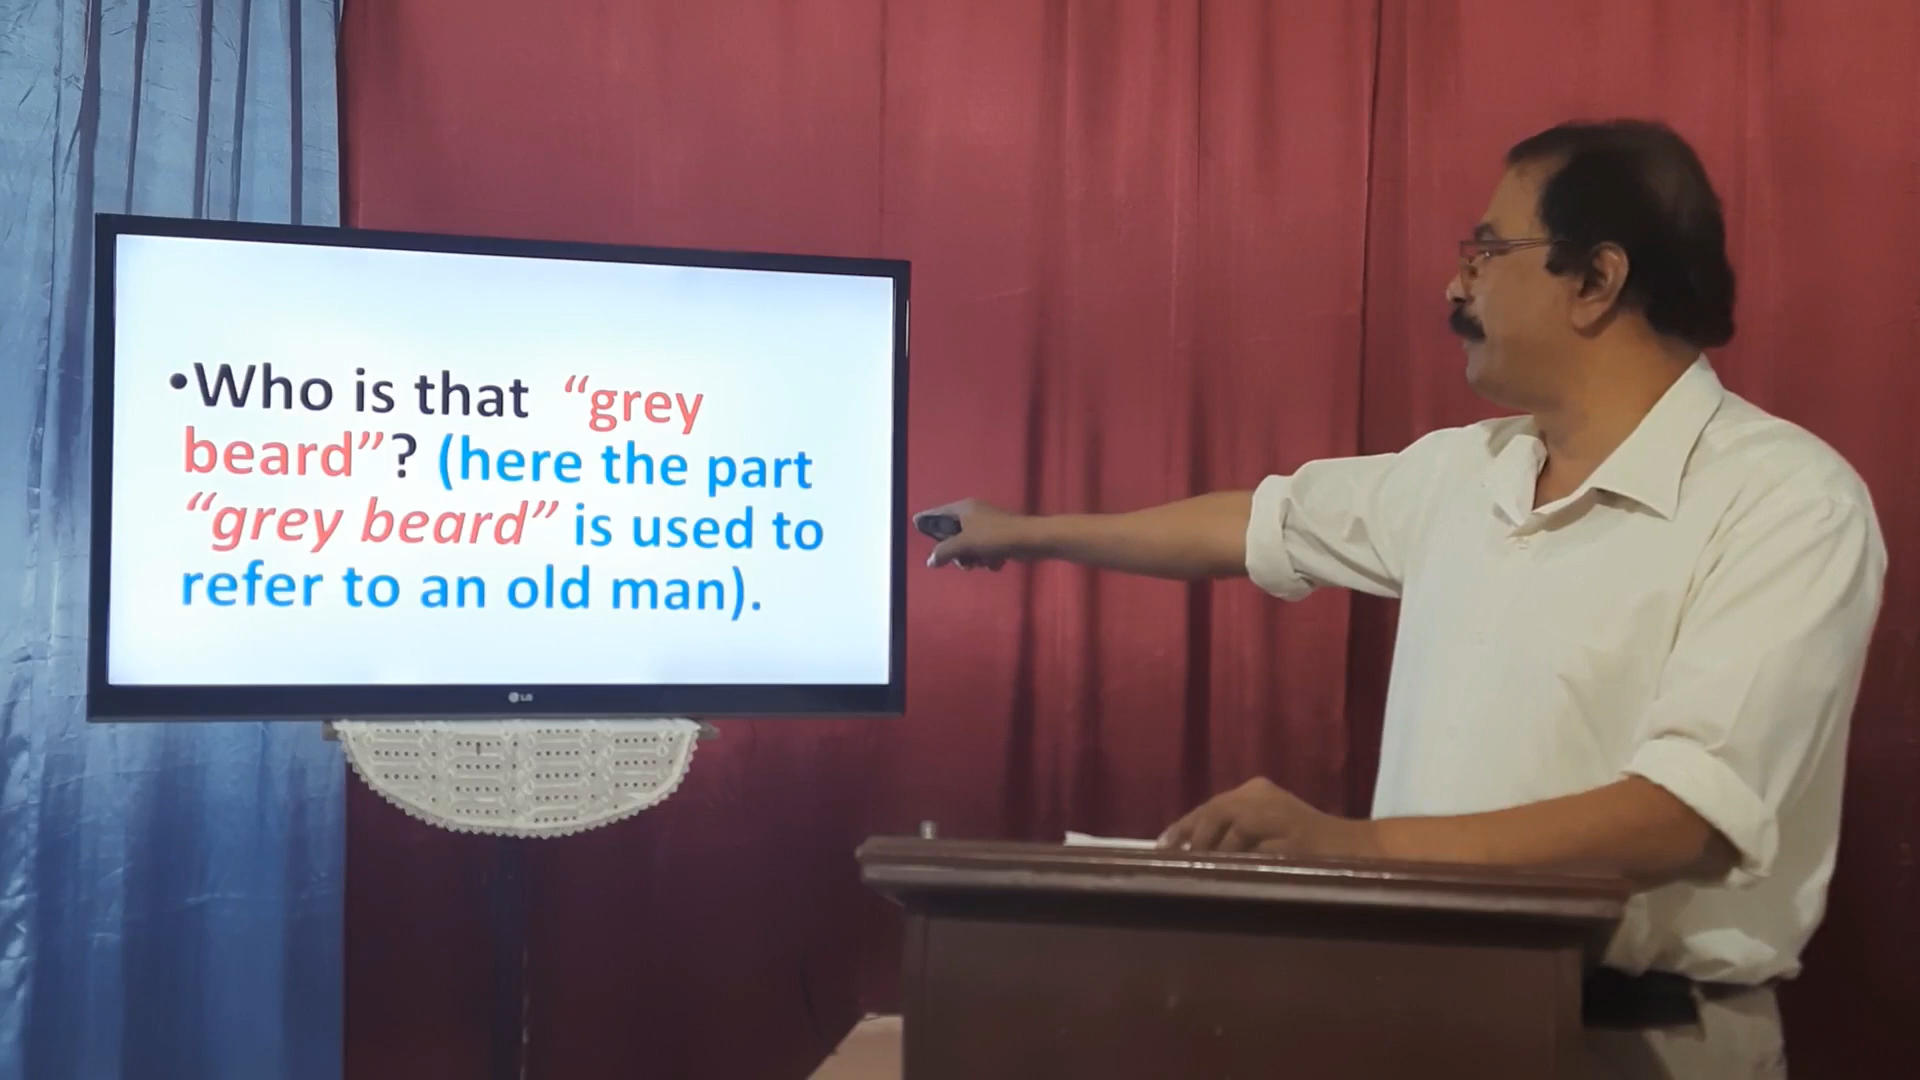 •Who is that “grey
beard”? (here the part
“grey beard” is used to
refer to an old man).
LG